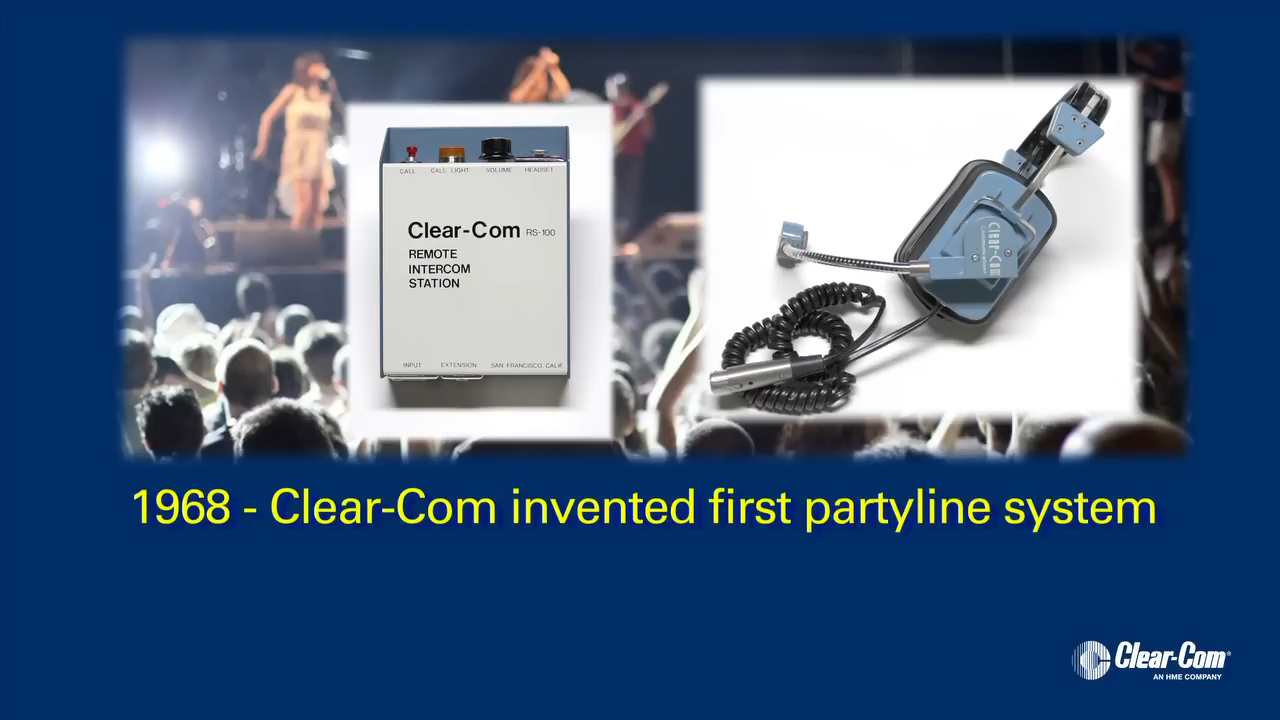 CALL CALL LIGHT VOLUME HEADSET
Clear-Com RS-100
REMOTE
INTERCOM
STATION
INPUT EXTENSION SAN FRANCISCO, CALIF.
Clear-Com
1968 - Clear-Com invented first partyline system
Clear-Com®
AN HME COMPANY